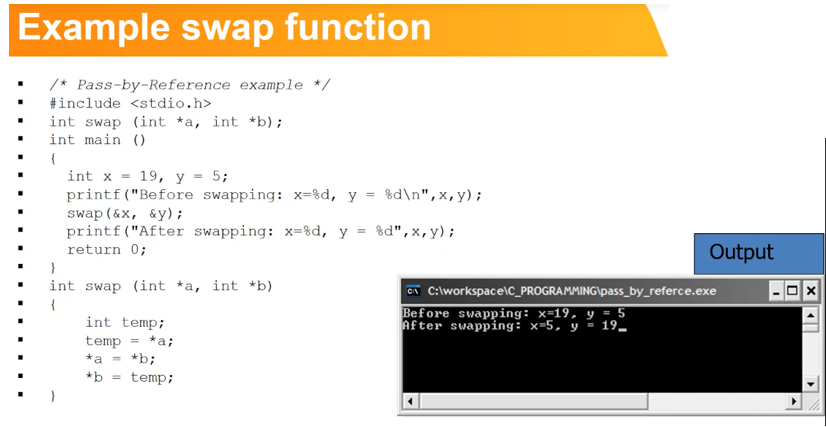 Example swap function
▪ /* Pass-by-Reference example */
▪ #include <stdio.h>
▪ int swap (int *a, int *b);
▪ int main ()
▪ {
▪ int x = 19, y = 5;
▪ printf("Before swapping: x=%d, y = %d\n",x,y);
▪ swap(&x, &y);
▪ printf("After swapping: x=%d, y = %d",x,y);
▪ return 0;
▪ }
▪ int swap (int *a, int *b)
▪ {
▪ int temp;
▪ temp = *a;
▪ *a = *b;
▪ *b = temp;
▪ }
Output
C:\workspace\C_PROGRAMMING\pass_by_referce.exe
Before swapping: x=19, y = 5
After swapping: x=5, y = 19_